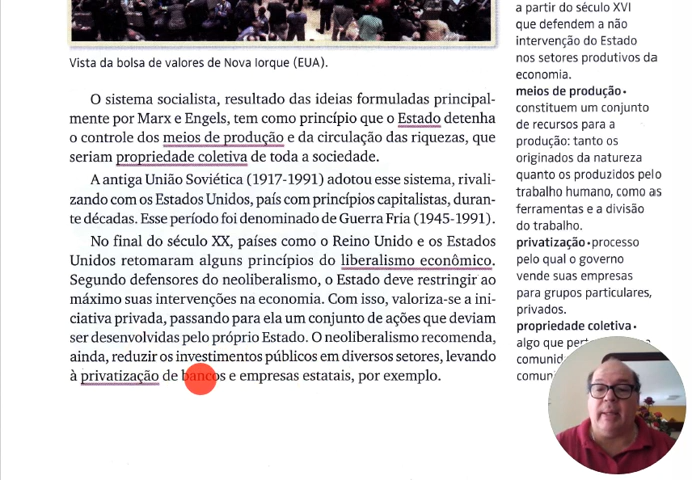 Vista da bolsa de valores de Nova Iorque (EUA).
O sistema socialista, resultado das ideias formuladas principal-
mente por Marx e Engels, tem como princípio que o Estado detenha
o controle dos meios de produção e da circulação das riquezas, que
seriam propriedade coletiva de toda a sociedade.
A antiga União Soviética (1917-1991) adotou esse sistema, rivali-
zando com os Estados Unidos, país com princípios capitalistas, duran-
te décadas. Esse período foi denominado de Guerra Fria (1945-1991).
No final do século XX, países como o Reino Unido e os Estados
Unidos retomaram alguns princípios do liberalismo econômico.
Segundo defensores do neoliberalismo, o Estado deve restringir ao
máximo suas intervenções na economia. Com isso, valoriza-se a ini-
ciativa privada, passando para ela um conjunto de ações que deviam
ser desenvolvidas pelo próprio Estado. O neoliberalismo recomenda,
ainda, reduzir os investimentos públicos em diversos setores, levando
à privatização de bancos e empresas estatais, por exemplo.
a partir do século XVI
que defendem a não
intervenção do Estado
nos setores produtivos da
economia.
meios de produção•
constituem um conjunto
de recursos para a
produção: tanto os
originados da natureza
quanto os produzidos pelo
trabalho humano, como as
ferramentas e a divisão
do trabalho.
privatização•processo
pelo qual o governo
vende suas empresas
para grupos particulares,
privados.
propriedade coletiva•
algo que